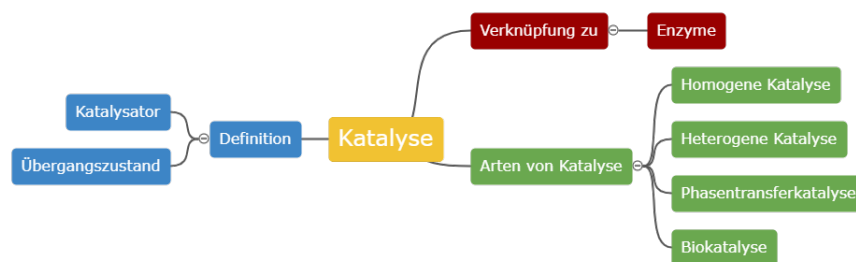 Verknüpfung zu
Enzyme
Katalysator
Übergangszustand
Definition
Katalyse
Arten von Katalyse
Homogene Katalyse
Heterogene Katalyse
Phasentransferkatalyse
Biokatalyse